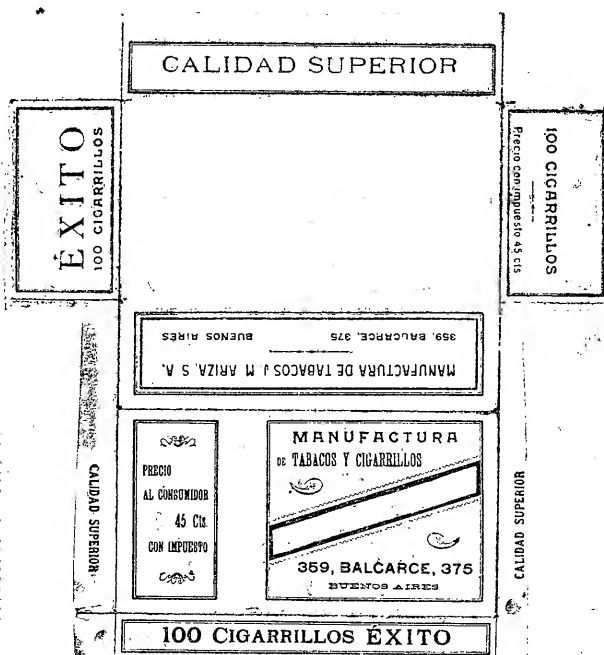 CALIDAD SUPERIOR
ÉXITO
100 CIGARRILLOS
100 CIGARRILLOS
Precio con impuesto 45 cts
MANUFACTURA DE TABACOS J. M. ARIZA. S. A.
359, BALCARCE, 375 BUENOS AIRES
CALIDAD SUPERIOR
PRECIO
AL CONSUMIDOR
45 Cts.
CON IMPUESTO
MANUFACTURA
DE TABACOS Y CIGARRILLOS
359, BALCARCE, 375
BUENOS AIRES
CALIDAD SUPERIOR
100 CIGARRILLOS ÉXITO